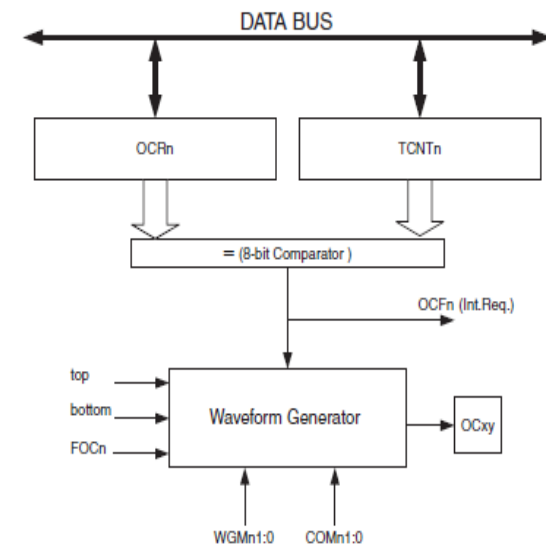 DATA BUS
OCRn
TCNTn
= (8-bit Comparator )
OCFn (Int.Req.)
top
bottom
FOCn
Waveform Generator
OCxy
WGMn1:0
COMn1:0